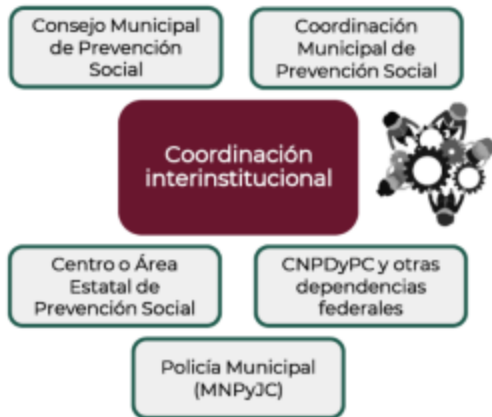 Consejo Municipal
de Prevención
Social
Coordinación
Municipal de
Prevención Social
Coordinación
interinstitucional
Centro o Área
Estatal de
Prevención Social
CNPDyPC y otras
dependencias
federales
Policía Municipal
(MNPyJC)